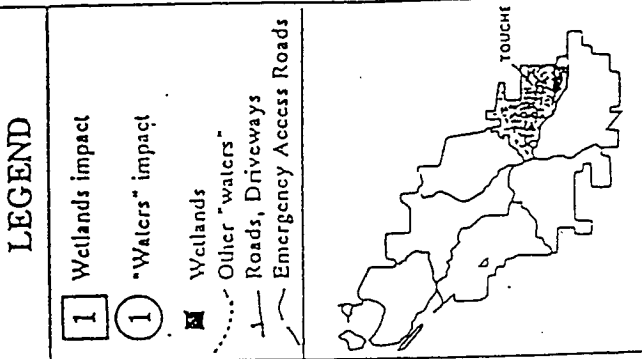 LEGEND
1 Wetlands impact
1 "Waters" impact
Wetlands
Other "waters"
Roads, Driveways
Emergency Access Roads
TOUCHE
N